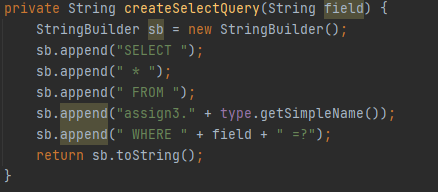 private String createSelectQuery(String field) {
    StringBuilder sb = new StringBuilder();
    sb.append("SELECT ");
    sb.append(" * ");
    sb.append(" FROM ");
    sb.append("assign3." + type.getSimpleName());
    sb.append(" WHERE " + field + " =?");
    return sb.toString();
}